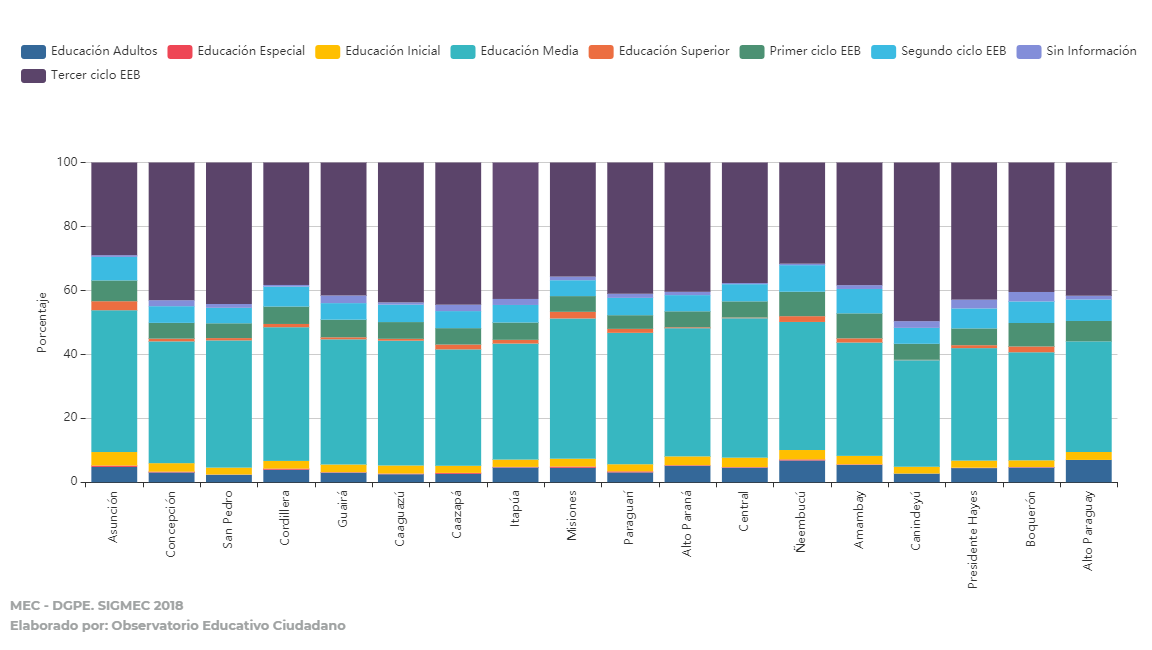 Educación Adultos Educación Especial Educación Inicial Educación Media Educación Superior Primer ciclo EEB Segundo ciclo EEB Sin Información
Tercer ciclo EEB
Porcentaje
100
80
60
40
20
0
Asunción
Concepción
San Pedro
Cordillera
Guairá
Caaguazú
Caazapá
Itapúa
Misiones
Paraguarí
Alto Paraná
Central
Ñeembucú
Amambay
Canindeyú
Presidente Hayes
Boquerón
Alto Paraguay
MEC - DGPE. SIGMEC 2018
Elaborado por: Observatorio Educativo Ciudadano